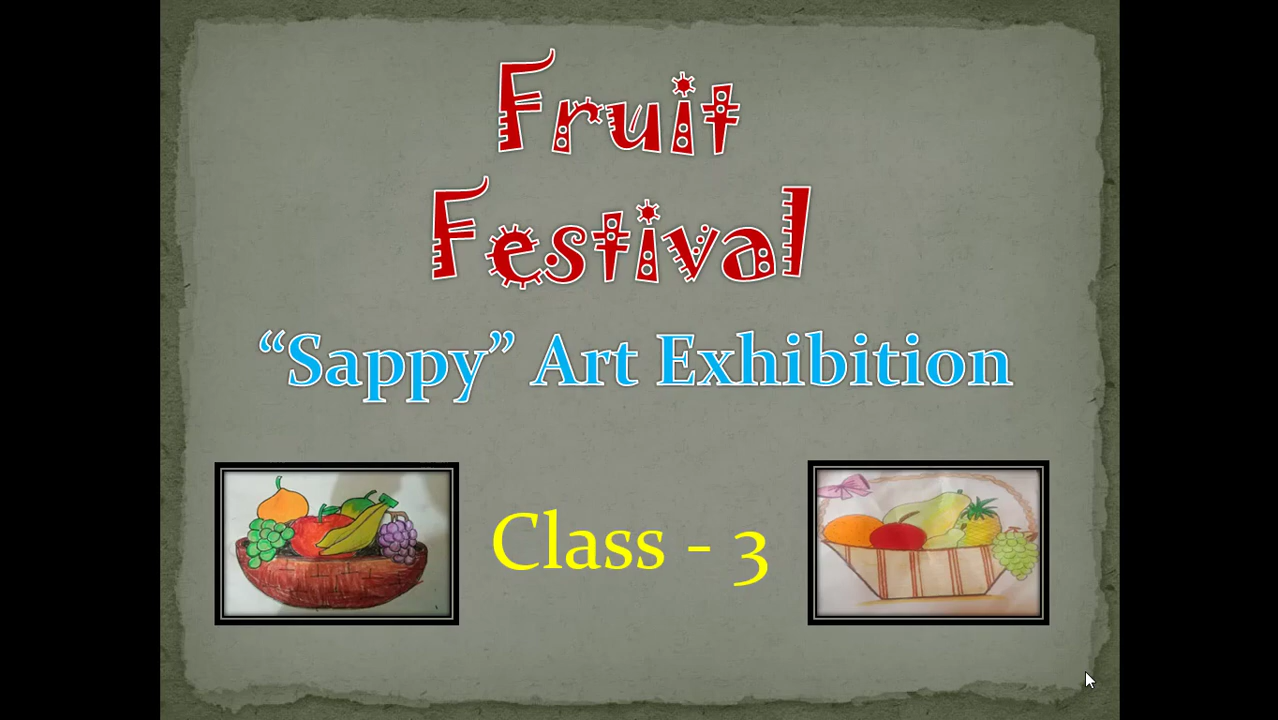 Fruit
Festival
“Sappy” Art Exhibition
Class - 3